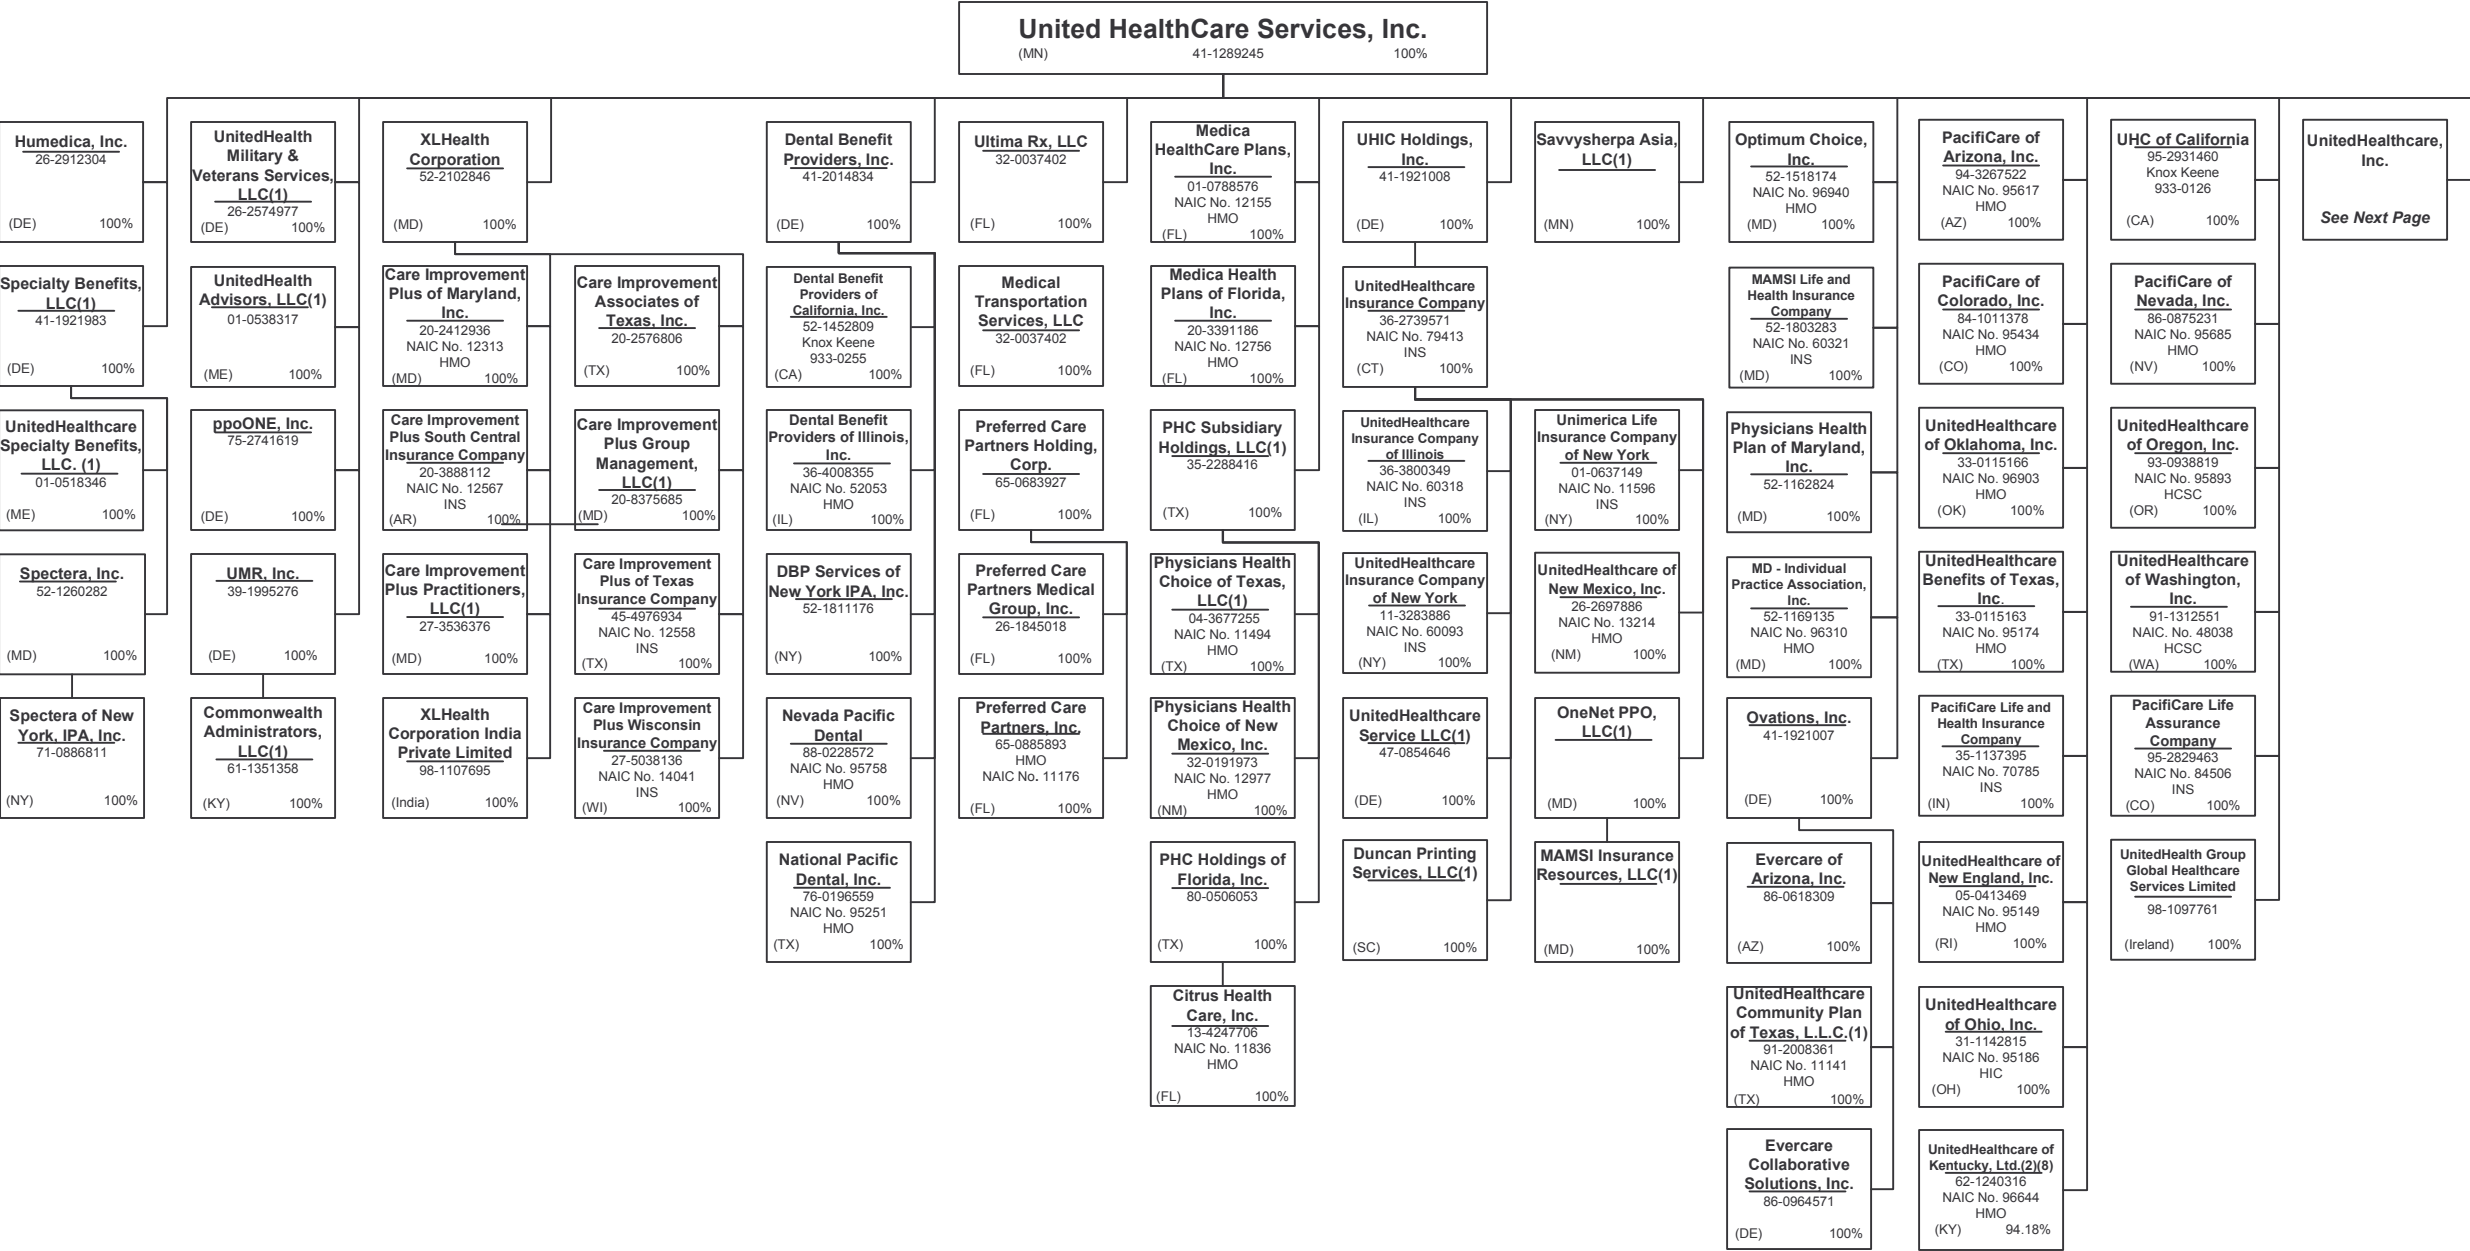 United HealthCare Services, Inc.
(MN) 41-1289245 100%
Humedica, Inc.
26-2912304
(DE) 100%
UnitedHealth
Military &
Veterans Services,
LLC(1)
26-2574977
(DE) 100%
XLHealth
Corporation
52-2102846
(MD) 100%
Dental Benefit
Providers, Inc.
41-2014834
(DE) 100%
Ultima Rx, LLC
32-0037402
(FL) 100%
Medica
HealthCare Plans,
Inc.
01-0788576
NAIC No. 12155
HMO
(FL) 100%
UHIC Holdings,
Inc.
41-1921008
(DE) 100%
Savvysherpa Asia,
LLC(1)
(MN) 100%
Optimum Choice,
Inc.
52-1518174
NAIC No. 96940
HMO
(MD) 100%
PacifiCare of
Arizona, Inc.
94-3267522
NAIC No. 95617
HMO
(AZ) 100%
UHC of California
95-2931460
Knox Keene
933-0126
(CA) 100%
UnitedHealthcare,
Inc.
See Next Page
Specialty Benefits,
LLC(1)
41-1921983
(DE) 100%
UnitedHealth
Advisors, LLC(1)
01-0538317
(ME) 100%
Care Improvement
Plus of Maryland,
Inc.
20-2412936
NAIC No. 12313
HMO
(MD) 100%
Care Improvement
Associates of
Texas, Inc.
20-2576806
(TX) 100%
Dental Benefit
Providers of
California, Inc.
52-1452809
Knox Keene
933-0255
(CA) 100%
Medical
Transportation
Services, LLC
32-0037402
(FL) 100%
Medica Health
Plans of Florida,
Inc.
20-3391186
NAIC No. 12756
HMO
(FL) 100%
UnitedHealthcare
Insurance Company
36-2739571
NAIC No. 79413
INS
(CT) 100%
MAMSI Life and
Health Insurance
Company
52-1803283
NAIC No. 60321
INS
(MD) 100%
PacifiCare of
Colorado, Inc.
84-1011378
NAIC No. 95434
HMO
(CO) 100%
PacifiCare of
Nevada, Inc.
86-0875231
NAIC No. 95685
HMO
(NV) 100%
UnitedHealthcare
Specialty Benefits,
LLC. (1)
01-0518346
(ME) 100%
ppoONE, Inc.
75-2741619
(DE) 100%
Care Improvement
Plus South Central
Insurance Company
20-3888112
NAIC No. 12567
INS
(AR) 100%
Care Improvement
Plus Group
Management,
LLC(1)
20-8375685
(MD) 100%
Dental Benefit
Providers of Illinois,
Inc.
36-4008355
NAIC No. 52053
HMO
(IL) 100%
Preferred Care
Partners Holding,
Corp.
65-0683927
(FL) 100%
PHC Subsidiary
Holdings, LLC(1)
35-2288416
(TX) 100%
UnitedHealthcare
Insurance Company
of Illinois
36-3800349
NAIC No. 60318
INS
(IL) 100%
Unimerica Life
Insurance Company
of New York
01-0637149
NAIC No. 11596
INS
(NY) 100%
Physicians Health
Plan of Maryland,
Inc.
52-1162824
(MD) 100%
UnitedHealthcare
of Oklahoma, Inc.
33-0115166
NAIC No. 96903
HMO
(OK) 100%
UnitedHealthcare
of Oregon, Inc.
93-0938819
NAIC No. 95893
HCSC
(OR) 100%
Spectera, Inc.
52-1260282
(MD) 100%
UMR, Inc.
39-1995276
(DE) 100%
Care Improvement
Plus Practitioners,
LLC(1)
27-3536376
(MD) 100%
Care Improvement
Plus of Texas
Insurance Company
45-4976934
NAIC No. 12558
INS
(TX) 100%
DBP Services of
New York IPA, Inc.
52-1811176
(NY) 100%
Preferred Care
Partners Medical
Group, Inc.
26-1845018
(FL) 100%
Physicians Health
Choice of Texas,
LLC(1)
04-3677255
NAIC No. 11494
HMO
(TX) 100%
UnitedHealthcare
Insurance Company
of New York
11-3283886
NAIC No. 60093
INS
(NY) 100%
UnitedHealthcare of
New Mexico, Inc.
26-2697886
NAIC No. 13214
HMO
(NM) 100%
MD - Individual
Practice Association,
Inc.
52-1169135
NAIC No. 96310
HMO
(MD) 100%
UnitedHealthcare
Benefits of Texas,
Inc.
33-0115163
NAIC No. 95174
HMO
(TX) 100%
UnitedHealthcare
of Washington,
Inc.
91-1312551
NAIC. No. 48038
HCSC
(WA) 100%
Spectera of New
York, IPA, Inc.
71-0886811
(NY) 100%
Commonwealth
Administrators,
LLC(1)
61-1351358
(KY) 100%
XLHealth
Corporation India
Private Limited
98-1107695
(India) 100%
Care Improvement
Plus Wisconsin
Insurance Company
27-5038136
NAIC No. 14041
INS
(WI) 100%
Nevada Pacific
Dental
88-0228572
NAIC No. 95758
HMO
(NV) 100%
Preferred Care
Partners, Inc.
65-0885893
HMO
NAIC No. 11176
(FL) 100%
Physicians Health
Choice of New
Mexico, Inc.
32-0191973
NAIC No. 12977
HMO
(NM) 100%
UnitedHealthcare
Service LLC(1)
47-0854646
(DE) 100%
OneNet PPO,
LLC(1)
(MD) 100%
Ovations, Inc.
41-1921007
(DE) 100%
PacifiCare Life and
Health Insurance
Company
35-1137395
NAIC No. 70785
INS
(IN) 100%
PacifiCare Life
Assurance
Company
95-2829463
NAIC No. 84506
INS
(CO) 100%
National Pacific
Dental, Inc.
76-0196559
NAIC No. 95251
HMO
(TX) 100%
PHC Holdings of
Florida, Inc.
80-0506053
(TX) 100%
Duncan Printing
Services, LLC(1)
(SC) 100%
MAMSI Insurance
Resources, LLC(1)
(MD) 100%
Evercare of
Arizona, Inc.
86-0618309
(AZ) 100%
UnitedHealthcare of
New England, Inc.
05-0413469
NAIC No. 95149
HMO
(RI) 100%
UnitedHealth Group
Global Healthcare
Services Limited
98-1097761
(Ireland) 100%
Citrus Health
Care, Inc.
13-4247706
NAIC No. 11836
HMO
(FL) 100%
UnitedHealthcare
Community Plan
of Texas, L.L.C.(1)
91-2008361
NAIC No. 11141
HMO
(TX) 100%
UnitedHealthcare
of Ohio, Inc.
31-1142815
NAIC No. 95186
HIC
(OH) 100%
Evercare
Collaborative
Solutions, Inc.
86-0964571
(DE) 100%
UnitedHealthcare of
Kentucky, Ltd.(2)(8)
62-1240316
NAIC No. 96644
HMO
(KY) 94.18%